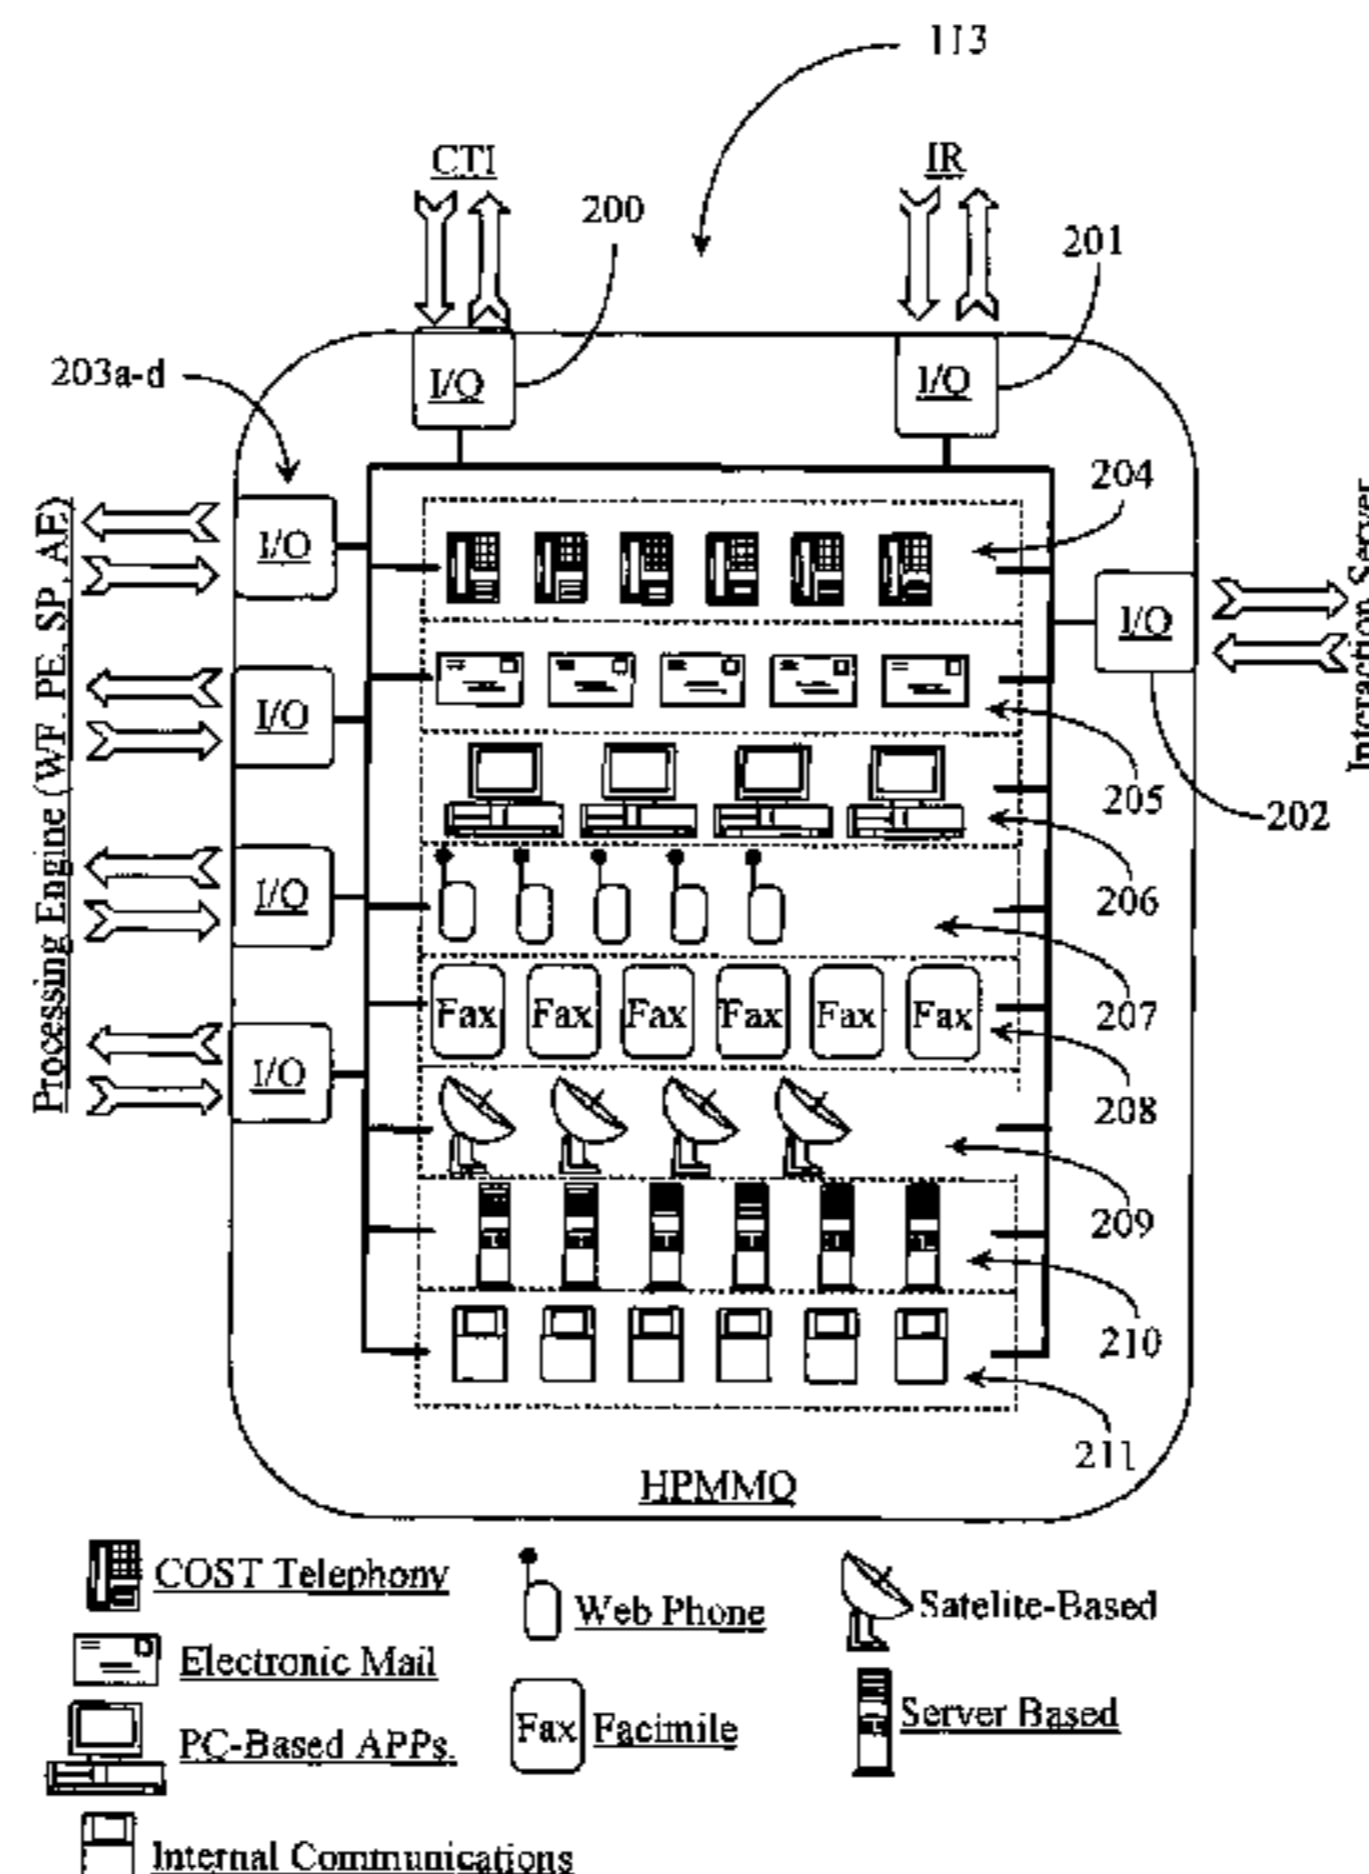 113
CTI
IR
200
201
I/O
I/O
203a-d
204
I/O
I/O
205
202
I/O
206
I/O
207
Fax Fax Fax Fax Fax Fax
I/O
208
209
210
211
Processing Engine (WF, PE, SP, AE)
Interaction Server
HPMMQ
COST Telephony
Web Phone
Satelite-Based
Electronic Mail
Fax Facimile
Server Based
PC-Based APPs.
Internal Communications